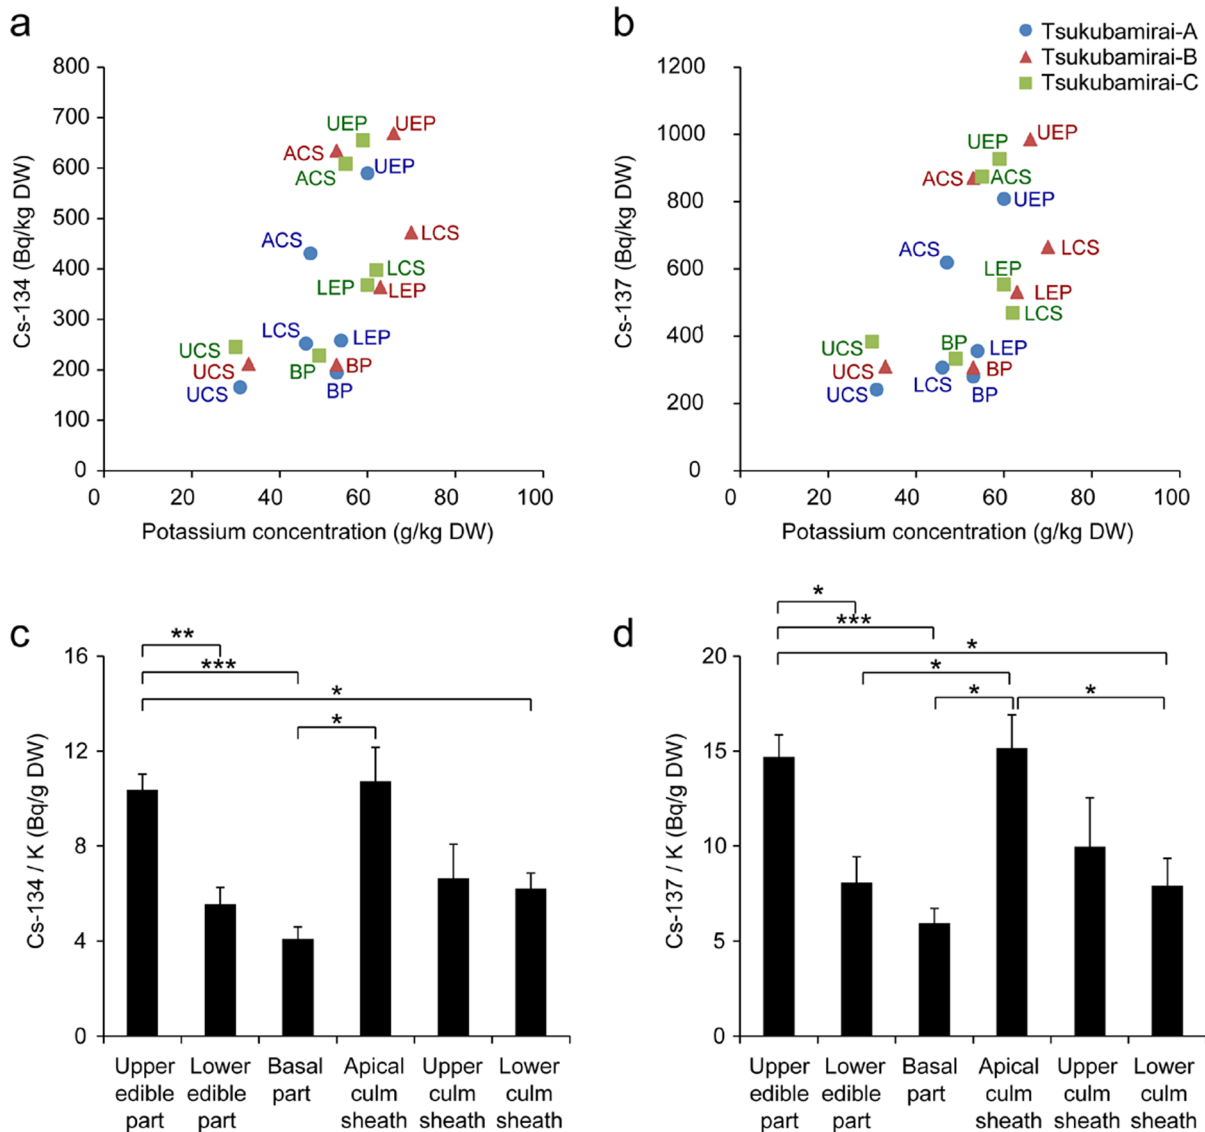 a
b
Tsukubamirai-A
Tsukubamirai-B
Tsukubamirai-C
Cs-134 (Bq/kg DW)
800
700
600
500
400
300
200
100
0
UEP
UEP
ACS
ACS
UEP
ACS
LCS
LCS
LEP
LEP
LCS
LEP
UCS
UCS
BP
BP
UCS
BP
0
20
40
60
80
100
Potassium concentration (g/kg DW)
Cs-137 (Bq/kg DW)
1200
1000
800
600
400
200
0
UEP
UEP
ACS
ACS
UEP
ACS
LCS
LEP
LEP
LCS
UCS
BP
LEP
UCS
BP
LCS
UCS
BP
0
20
40
60
80
100
Potassium concentration (g/kg DW)
c
Cs-134 / K (Bq/g DW)
16
12
8
4
0
**
***
*
*
Upper edible part
Lower edible part
Basal part
Apical culm sheath
Upper culm sheath
Lower culm sheath
d
Cs-137 / K (Bq/g DW)
20
15
10
5
0
*
***
*
*
*
*
Upper edible part
Lower edible part
Basal part
Apical culm sheath
Upper culm sheath
Lower culm sheath